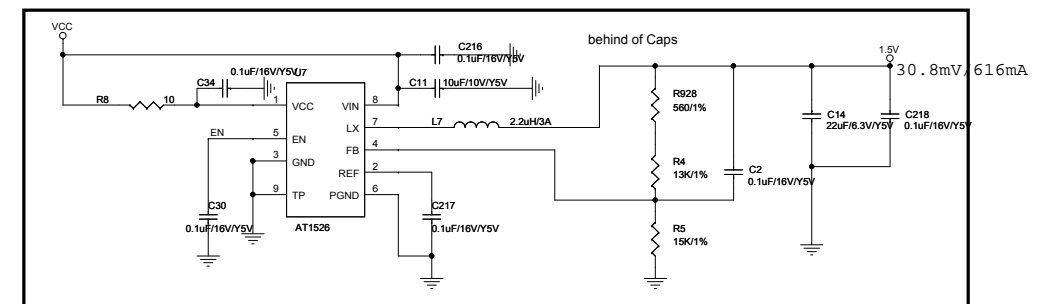 VCC
C216
0.1uF/16V/Y5V
behind of Caps
1.5V
30.8mV/616mA
C34
0.1uF/16V/Y5V
U7
C11
10uF/10V/Y5V
R8
10
1
VCC
VIN
8
R928
560/1%
C14
22uF/6.3V/Y5V
C218
0.1uF/16V/Y5V
LX
7
L7
2.2uH/3A
EN
5
EN
FB
4
3
GND
REF
2
R4
13K/1%
C2
0.1uF/16V/Y5V
9
TP
PGND
6
C30
0.1uF/16V/Y5V
AT1526
C217
0.1uF/16V/Y5V
R5
15K/1%